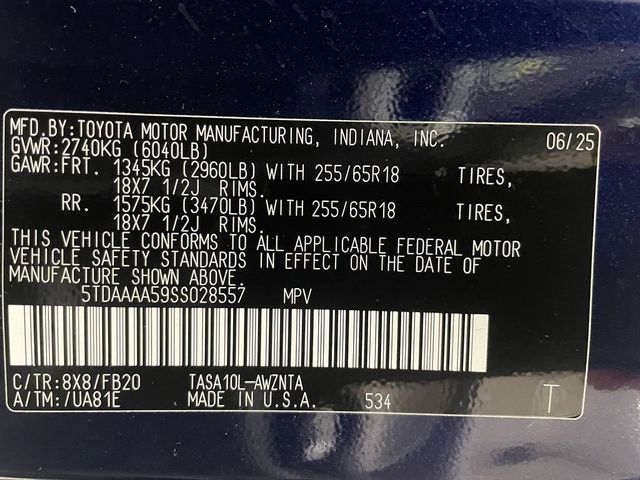 MFD.BY:TOYOTA MOTOR MANUFACTURING, INDIANA, INC. 06/25
GVWR:2740KG (6040LB)
GAWR:FRT. 1345KG (2960LB) WITH 255/65R18 TIRES,
18X7 1/2J RIMS.
RR. 1575KG (3470LB) WITH 255/65R18 TIRES,
18X7 1/2J RIMS.
THIS VEHICLE CONFORMS TO ALL APPLICABLE FEDERAL MOTOR
VEHICLE SAFETY STANDARDS IN EFFECT ON THE DATE OF
MANUFACTURE SHOWN ABOVE.
5TDAAAA59SS028557 MPV
C/TR:8X8/FB20 TASA10L-AWZNTA
A/TM:/UA81E MADE IN U.S.A. 534 T